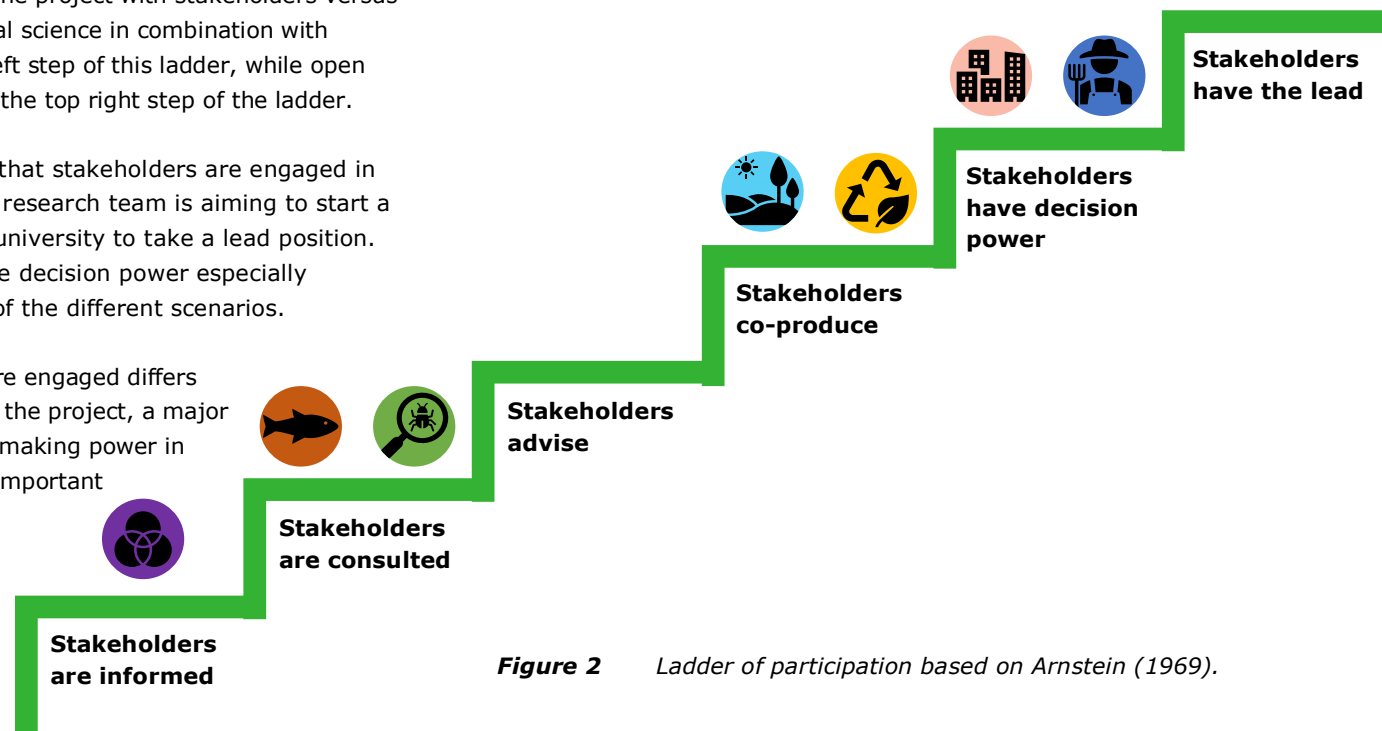 he project with stakeholders versus
al science in combination with
eft step of this ladder, while open
the top right step of the ladder.
that stakeholders are engaged in
research team is aiming to start a
university to take a lead position.
e decision power especially
of the different scenarios.
re engaged differs
the project, a major
making power in
mportant
Stakeholders
are informed
Stakeholders
are consulted
Stakeholders
advise
Stakeholders
co-produce
Stakeholders
have decision
power
Stakeholders
have the lead
Figure 2 Ladder of participation based on Arnstein (1969).